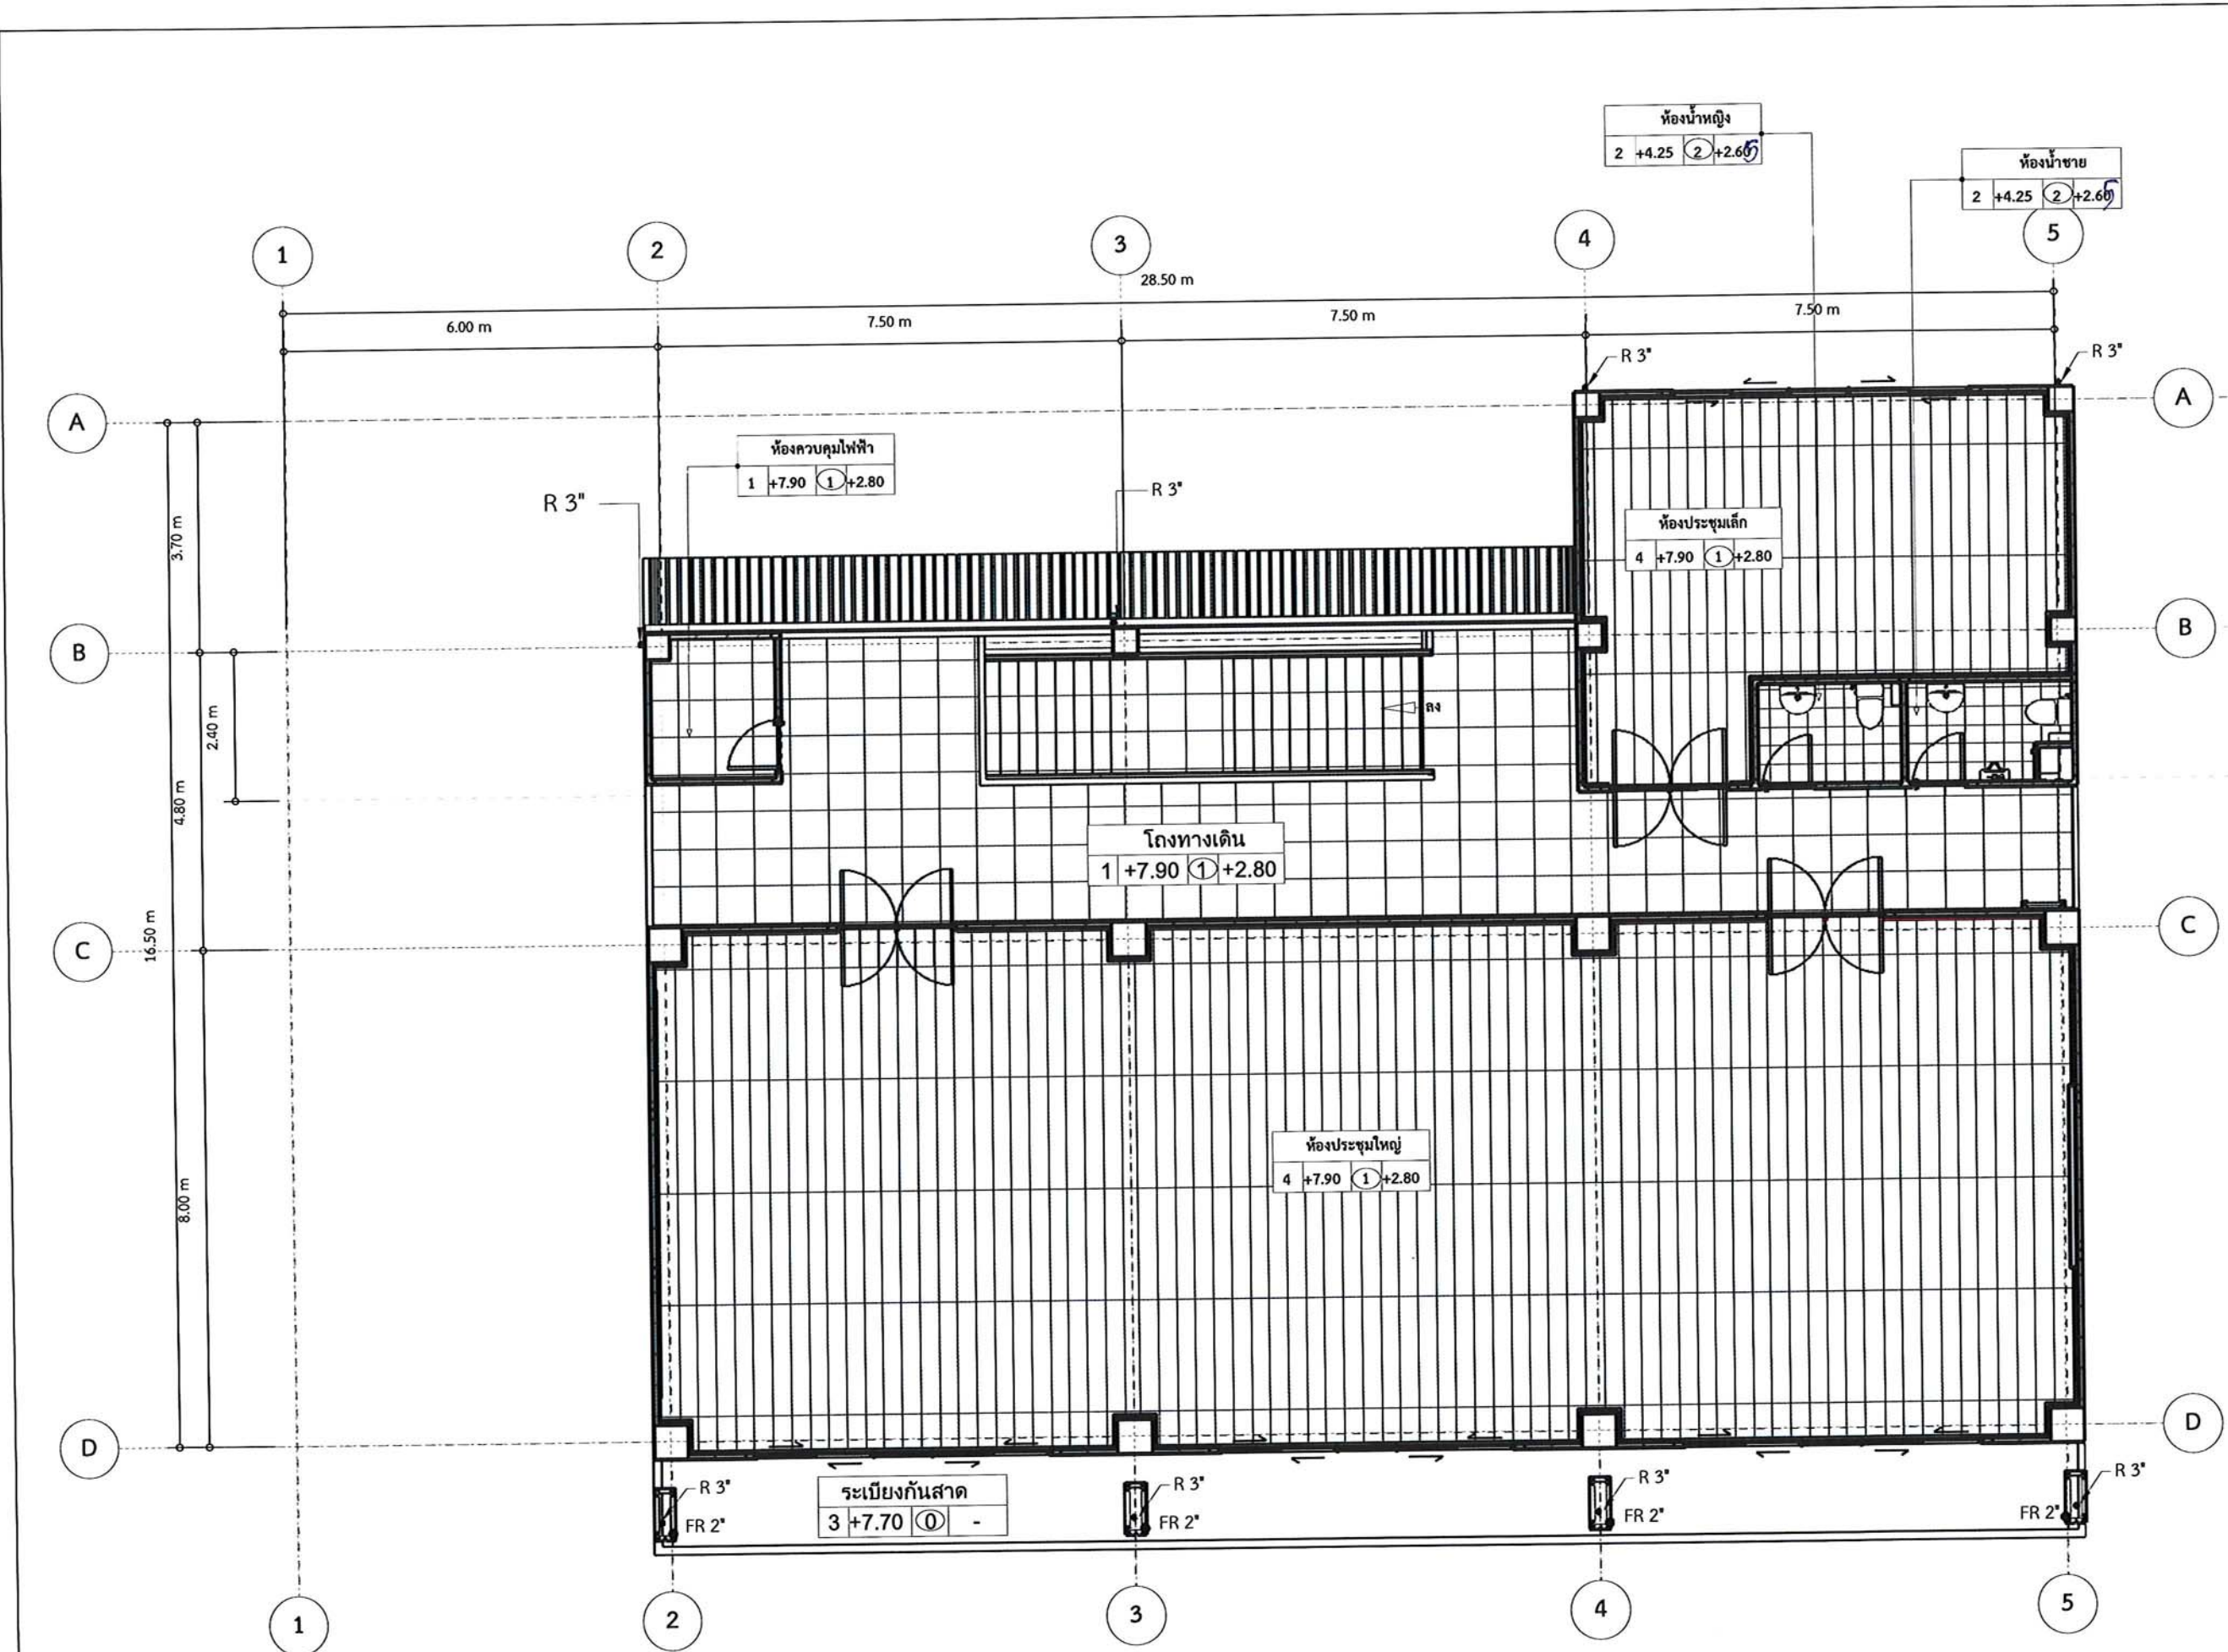 ห้องน้ำหญิง
2 +4.25 2 +2.60 5
ห้องน้ำชาย
2 +4.25 2 +2.60 5
1 2 3 4 5
28.50 m
6.00 m 7.50 m 7.50 m 7.50 m
R 3" R 3"
A A
ห้องควบคุมไฟฟ้า
1 +7.90 1 +2.80
R 3" R 3"
3.70 m
ห้องประชุมเล็ก
4 +7.90 1 +2.80
B B
2.40 m
ลง
4.80 m
โถงทางเดิน
1 +7.90 1 +2.80
16.50 m
C C
ห้องประชุมใหญ่
4 +7.90 1 +2.80
8.00 m
D D
R 3" R 3" R 3" R 3"
ระเบียงกันสาด
3 +7.70 0 -
FR 2" FR 2" FR 2" FR 2"
1 2 3 4 5